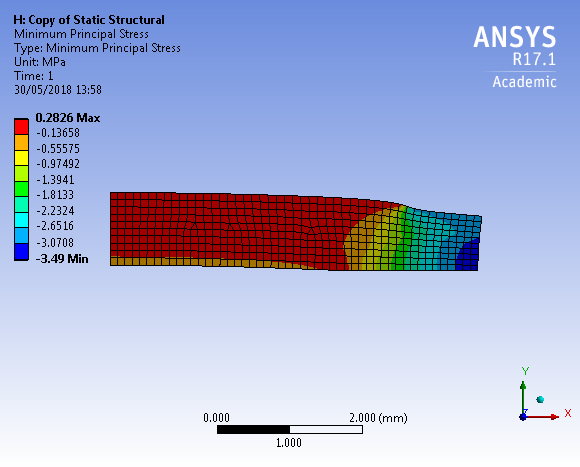 H: Copy of Static Structural
Minimum Principal Stress
Type: Minimum Principal Stress
Unit: MPa
Time: 1
30/05/2018 13:58
ANSYS
R17.1
Academic
0.2826 Max
-0.13658
-0.55575
-0.97492
-1.3941
-1.8133
-2.2324
-2.6516
-3.0708
-3.49 Min
0.000
2.000 (mm)
1.000
Y
Z
X